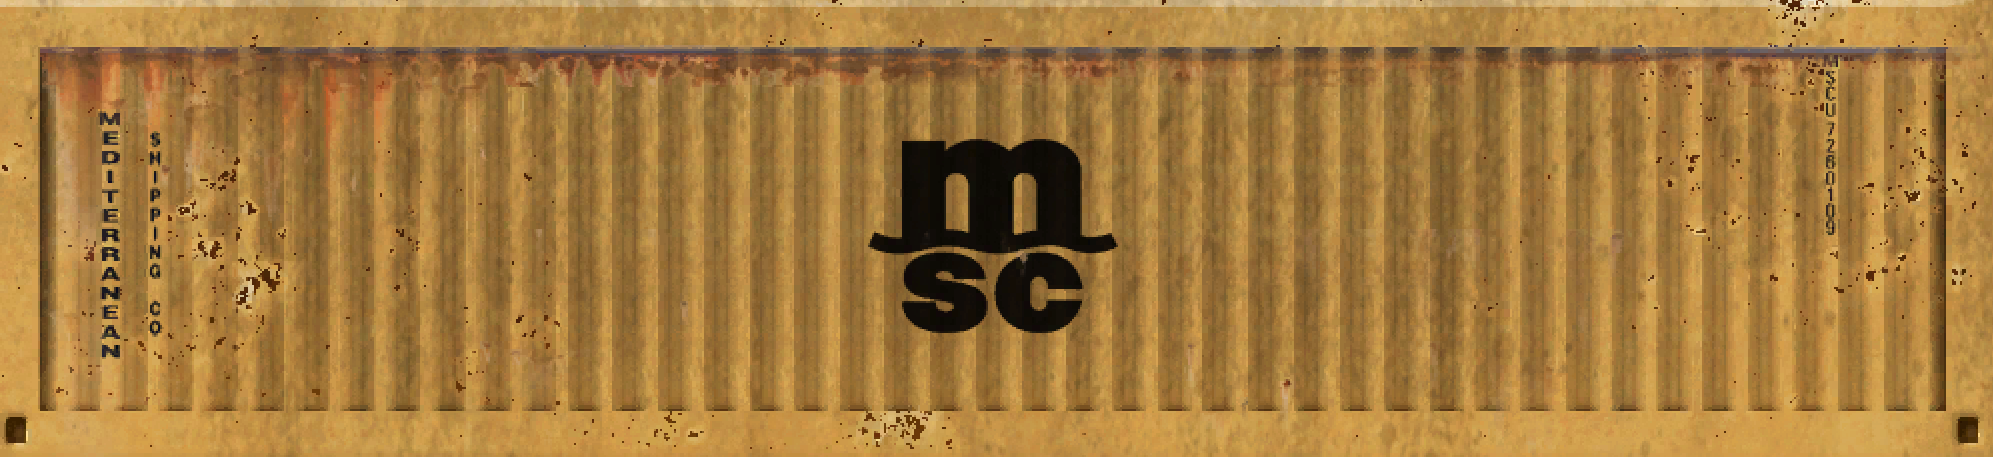 MEDITERRANEAN
SHIPPING CO
msc
MSCU 7260109